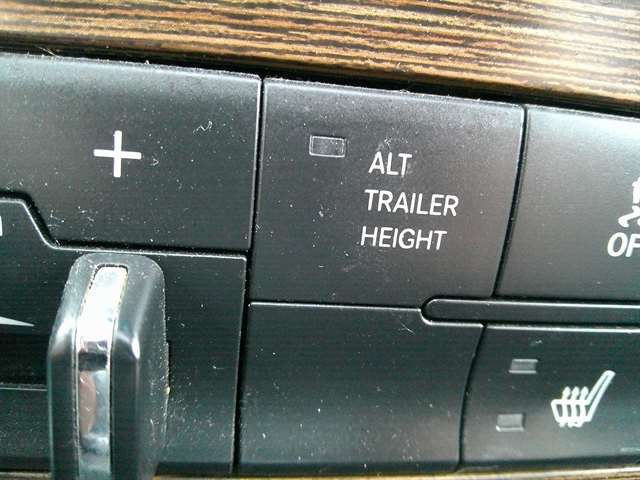 +
ALT
TRAILER
HEIGHT